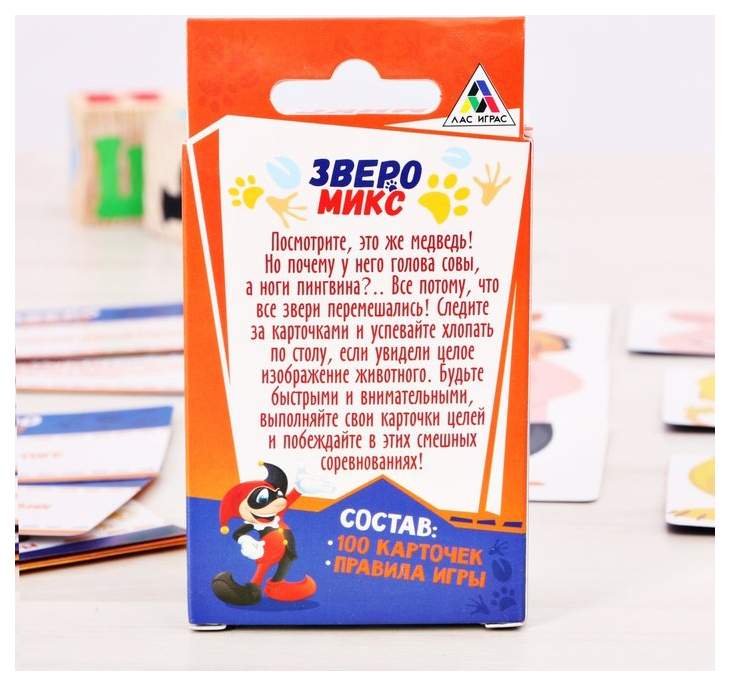 ЛАС ИГРАС
ЗВЕРО
МИКС
Посмотрите, это же медведь!
Но почему у него голова совы,
а ноги пингвина?.. Все потому, что
все звери перемешались! Следите
за карточками и успевайте хлопать
по столу, если увидели целое
изображение животного. Будьте
быстрыми и внимательными,
выполняйте свои карточки целей
и побеждайте в этих смешных
соревнованиях!
СОСТАВ:
· 100 КАРТОЧЕК
· ПРАВИЛА ИГРЫ